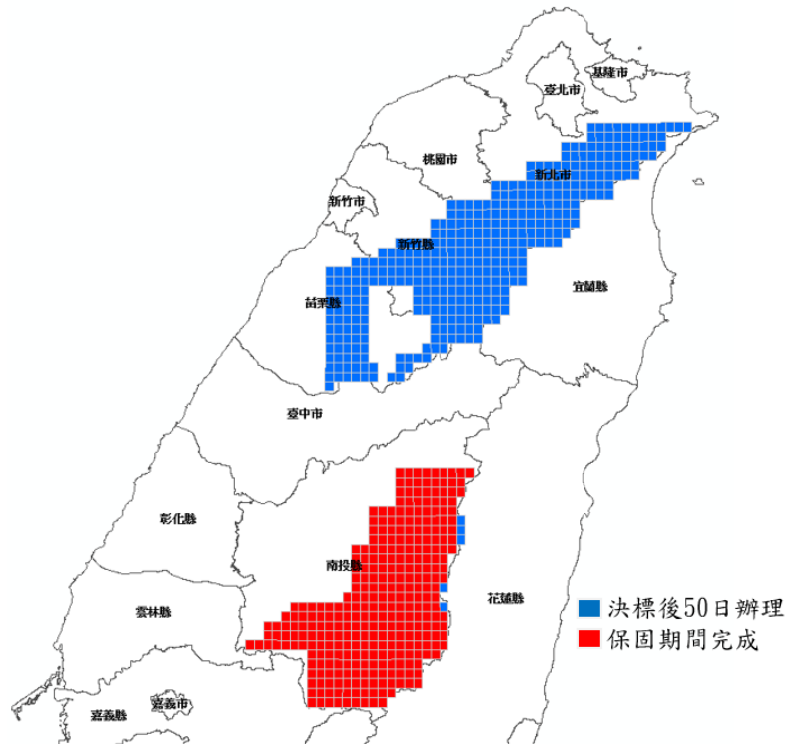 基隆市
臺北市
桃園市
新北市
新竹市
新竹縣
宜蘭縣
苗栗縣
臺中市
彰化縣
南投縣
花蓮縣
雲林縣
決標後50日辦理
保固期間完成
嘉義市
嘉義縣